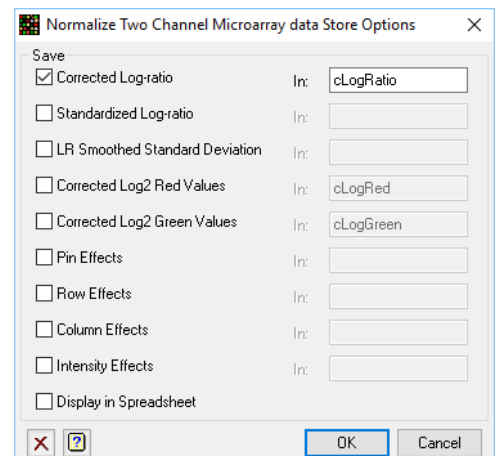 Normalize Two Channel Microarray data Store Options
Save
Corrected Log-ratio In: cLogRatio
Standardized Log-ratio In:
LR Smoothed Standard Deviation In:
Corrected Log2 Red Values In: cLogRed
Corrected Log2 Green Values In: cLogGreen
Pin Effects In:
Row Effects In:
Column Effects In:
Intensity Effects In:
Display in Spreadsheet
OK Cancel